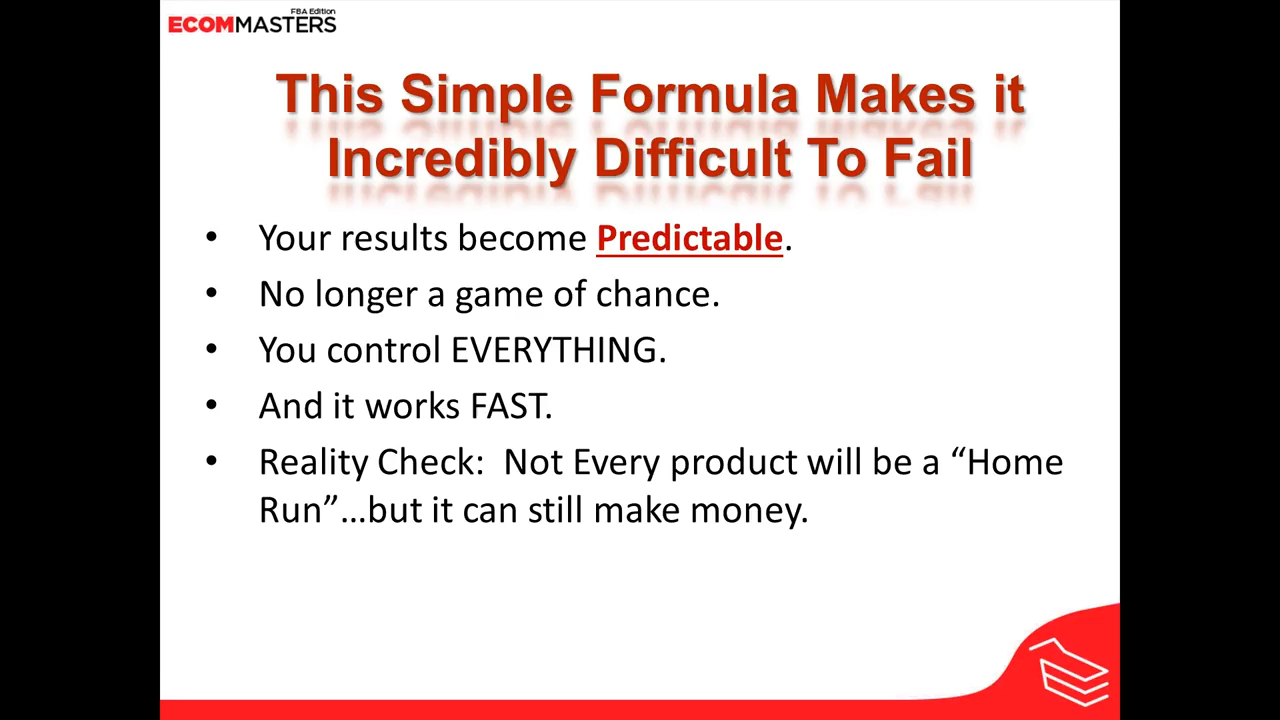 FBA Edition
ECOMMASTERS
This Simple Formula Makes it
Incredibly Difficult To Fail
• Your results become Predictable.
• No longer a game of chance.
• You control EVERYTHING.
• And it works FAST.
• Reality Check:  Not Every product will be a “Home
Run”…but it can still make money.